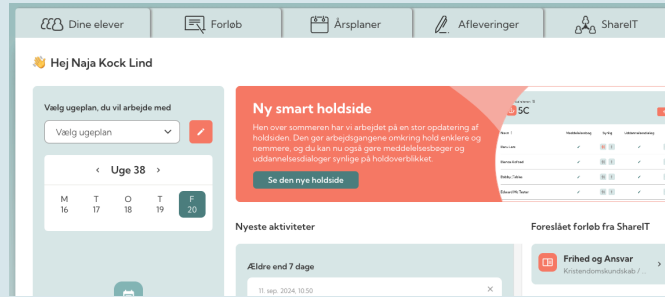 Dine elever
Forløb
Årsplaner
Afleveringer
ShareIT
Hej Naja Kock Lind
Vælg ugeplan, du vil arbejde med
Vælg ugeplan
Uge 38
M T O T F
16 17 18 19 20
Ny smart holdside
Hen over sommeren har vi arbejdet på en stor opdatering af
holdsiden. Den gør arbejdsgangene omkring hold enklere og
nemmere, og du kan nu også gøre meddelelsesbøger og
uddannelsesdialoger synlige på holdoverblikket.
Se den nye holdside
5C
Nyeste aktiviteter
Ældre end 7 dage
11. sep. 2024, 10:50
Foreslået forløb fra ShareIT
Frihed og Ansvar
Kristendomskundskab / ...